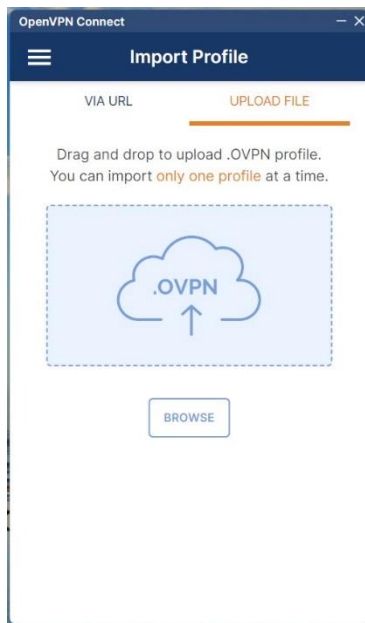 OpenVPN Connect
Import Profile
VIA URL
UPLOAD FILE
Drag and drop to upload .OVPN profile.
You can import only one profile at a time.
.OVPN
BROWSE